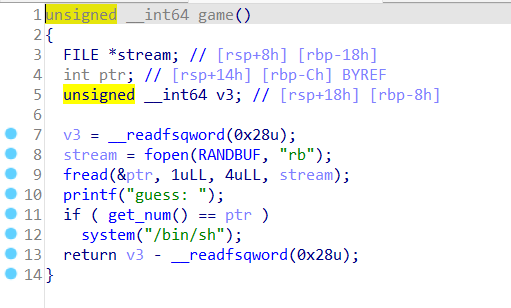 1 unsigned __int64 game()
2 {
3 FILE *stream; // [rsp+8h] [rbp-18h]
4 int ptr; // [rsp+14h] [rbp-Ch] BYREF
5 unsigned __int64 v3; // [rsp+18h] [rbp-8h]
6
7 v3 = __readfsqword(0x28u);
8 stream = fopen(RANDBUF, "rb");
9 fread(&ptr, 1uLL, 4uLL, stream);
10 printf("guess: ");
11 if ( get_num() == ptr )
12 system("/bin/sh");
13 return v3 - __readfsqword(0x28u);
14 }